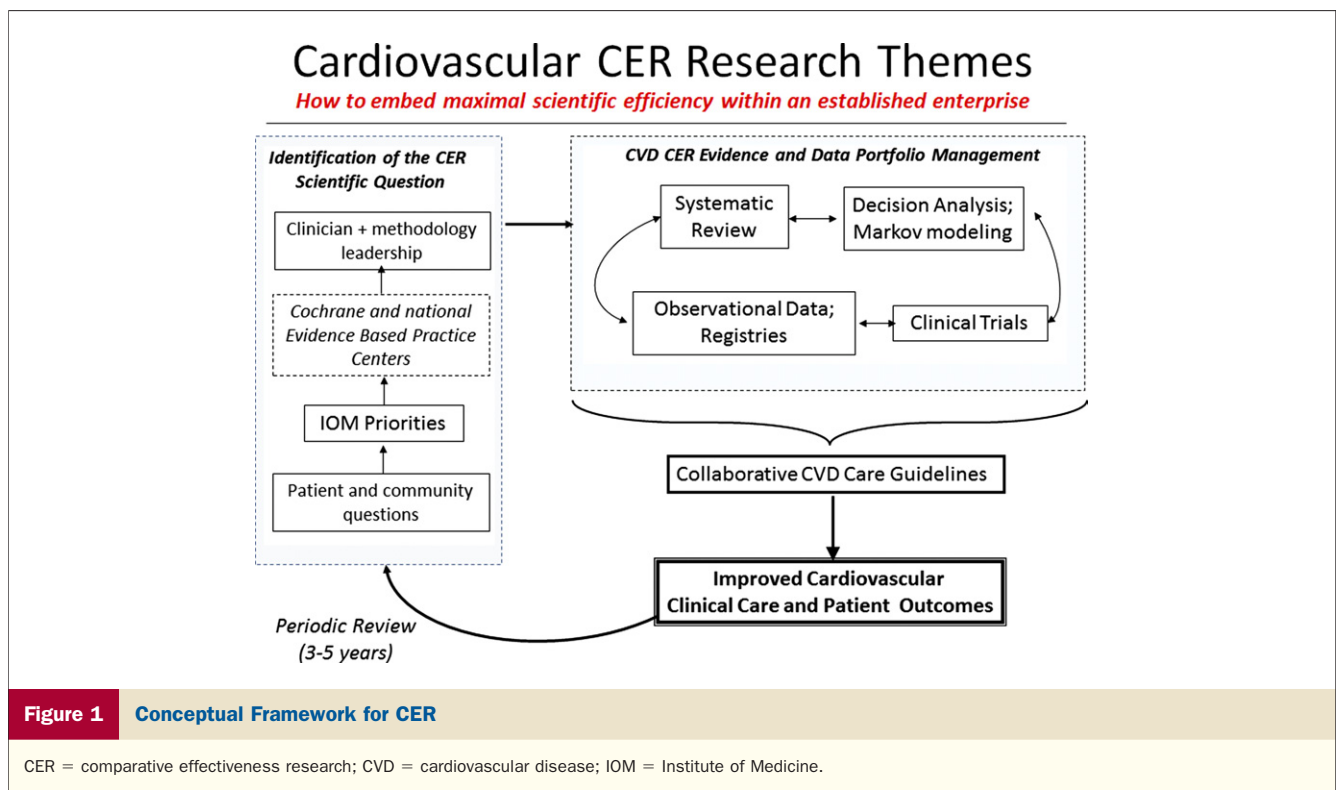 Cardiovascular CER Research Themes
How to embed maximal scientific efficiency within an established enterprise
Identification of the CER
Scientific Question
Clinician + methodology
leadership
Cochrane and national
Evidence Based Practice
Centers
IOM Priorities
Patient and community
questions
CVD CER Evidence and Data Portfolio Management
Systematic
Review
Decision Analysis;
Markov modeling
Observational Data;
Registries
Clinical Trials
Collaborative CVD Care Guidelines
Improved Cardiovascular
Clinical Care and Patient Outcomes
Periodic Review
(3-5 years)
Figure 1 Conceptual Framework for CER
CER = comparative effectiveness research; CVD = cardiovascular disease; IOM = Institute of Medicine.